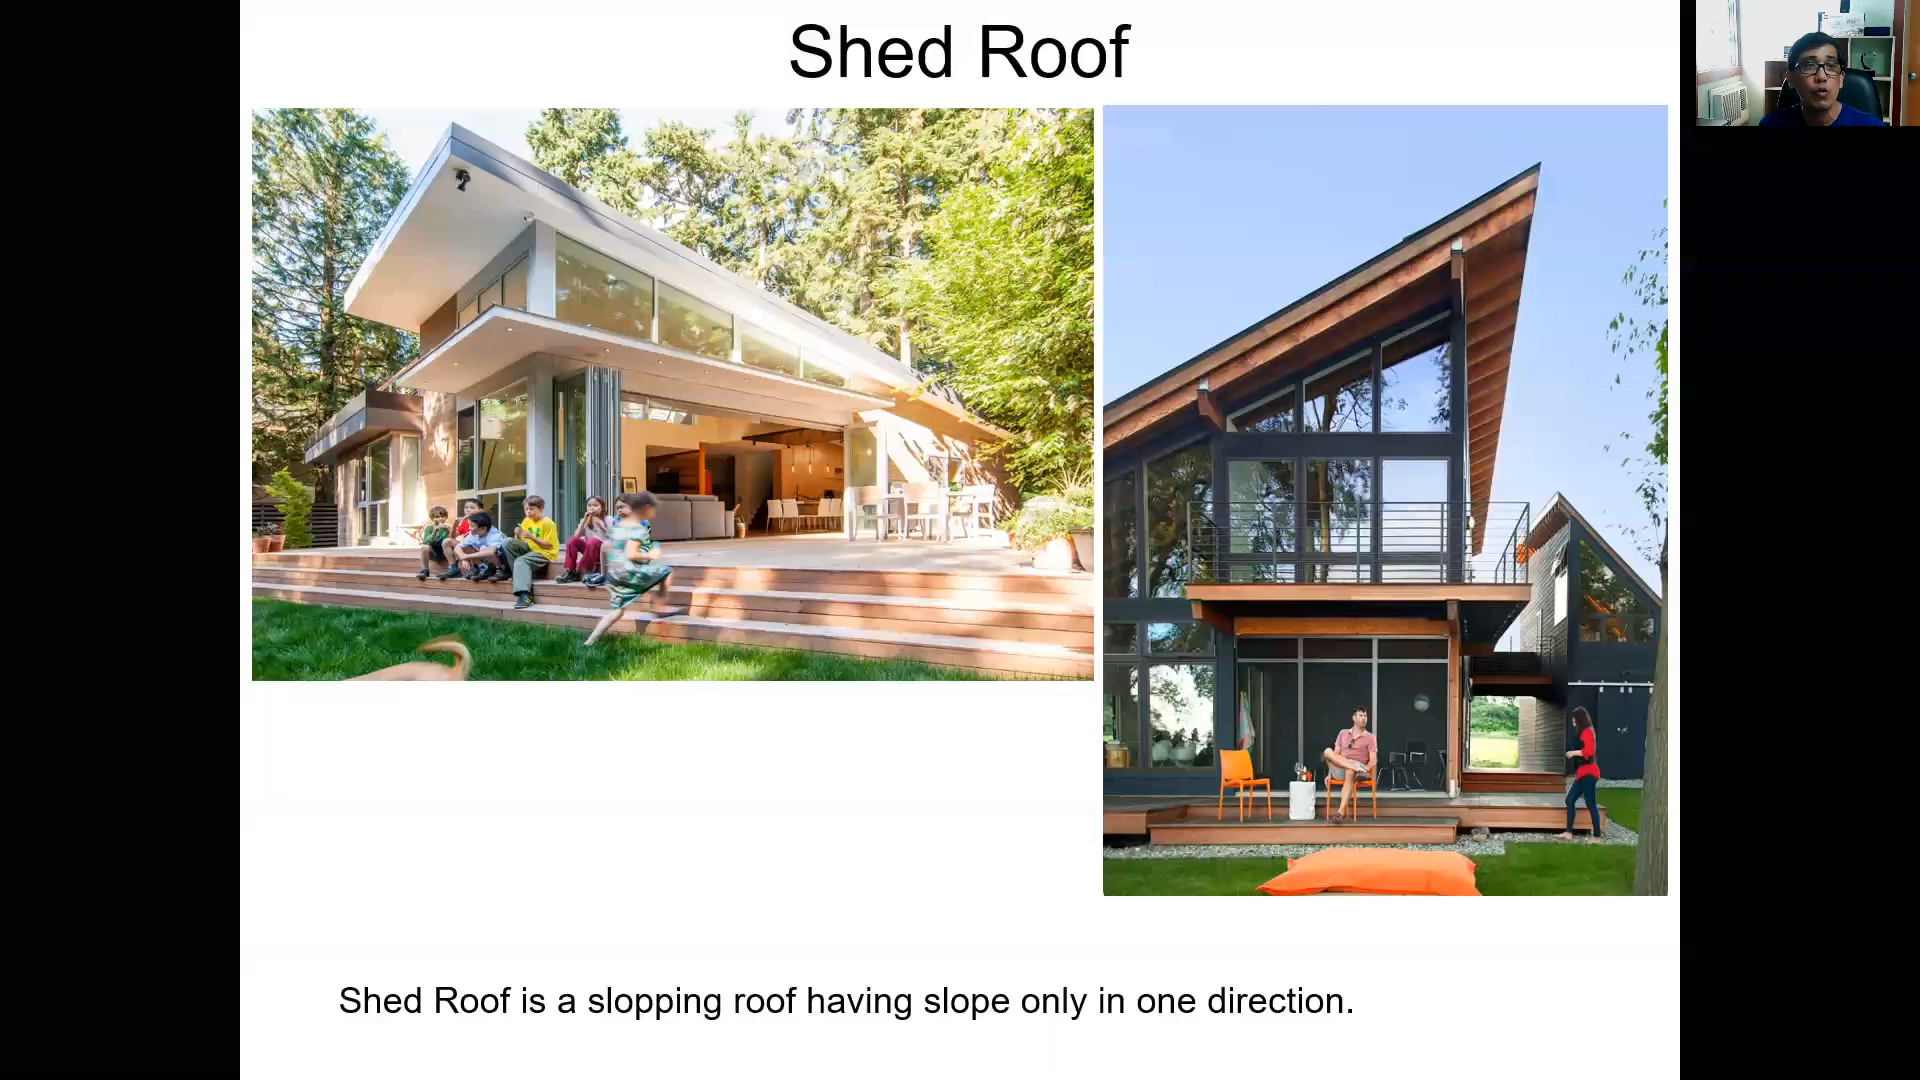 Shed Roof
Shed Roof is a slopping roof having slope only in one direction.